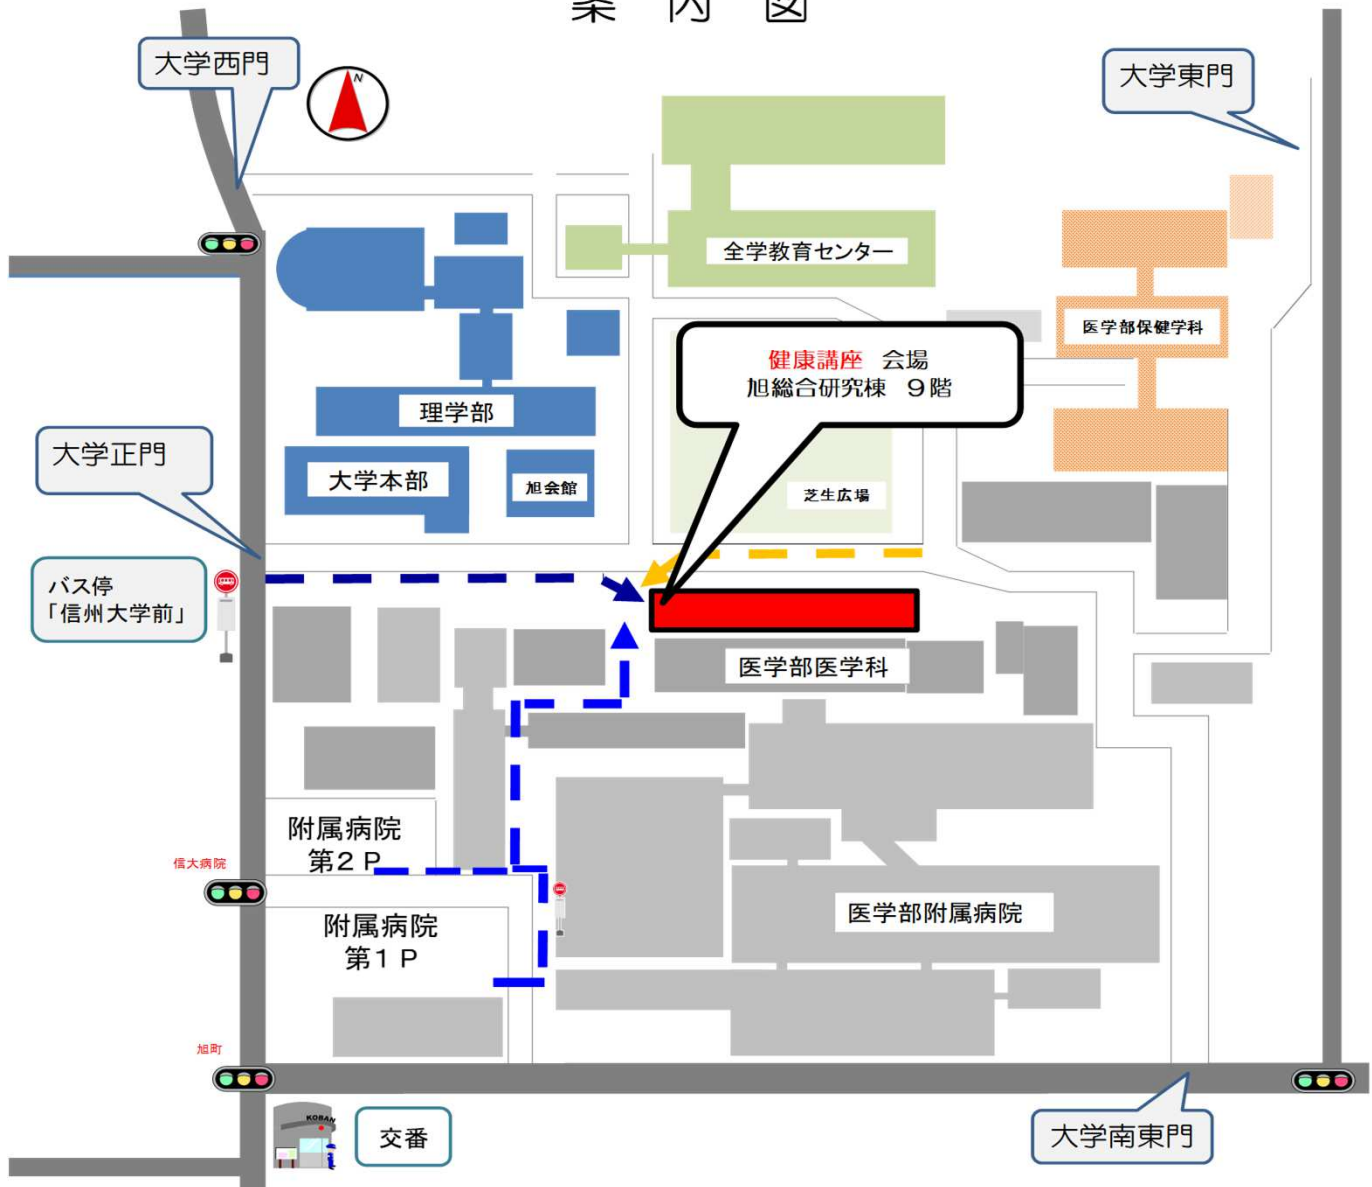 案 内 図
大学西門
N
大学東門
全学教育センター
医学部保健学科
健康講座 会場
旭総合研究棟 ９階
理学部
大学正門
大学本部
旭会館
芝生広場
バス停
「信州大学前」
医学部医学科
附属病院
第２Ｐ
信大病院
附属病院
第１Ｐ
医学部附属病院
旭町
KOBAN
交番
大学南東門